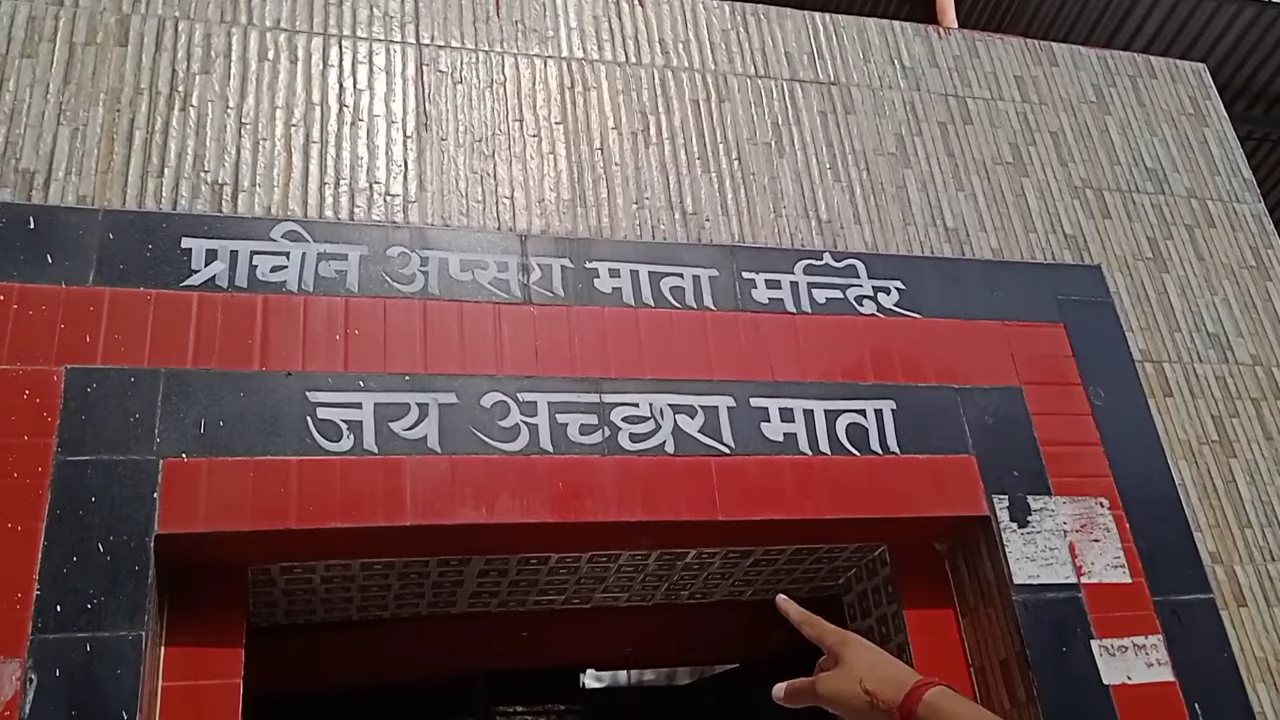 प्राचीन अप्सरा माता मन्दिर
जय अच्छरा माता